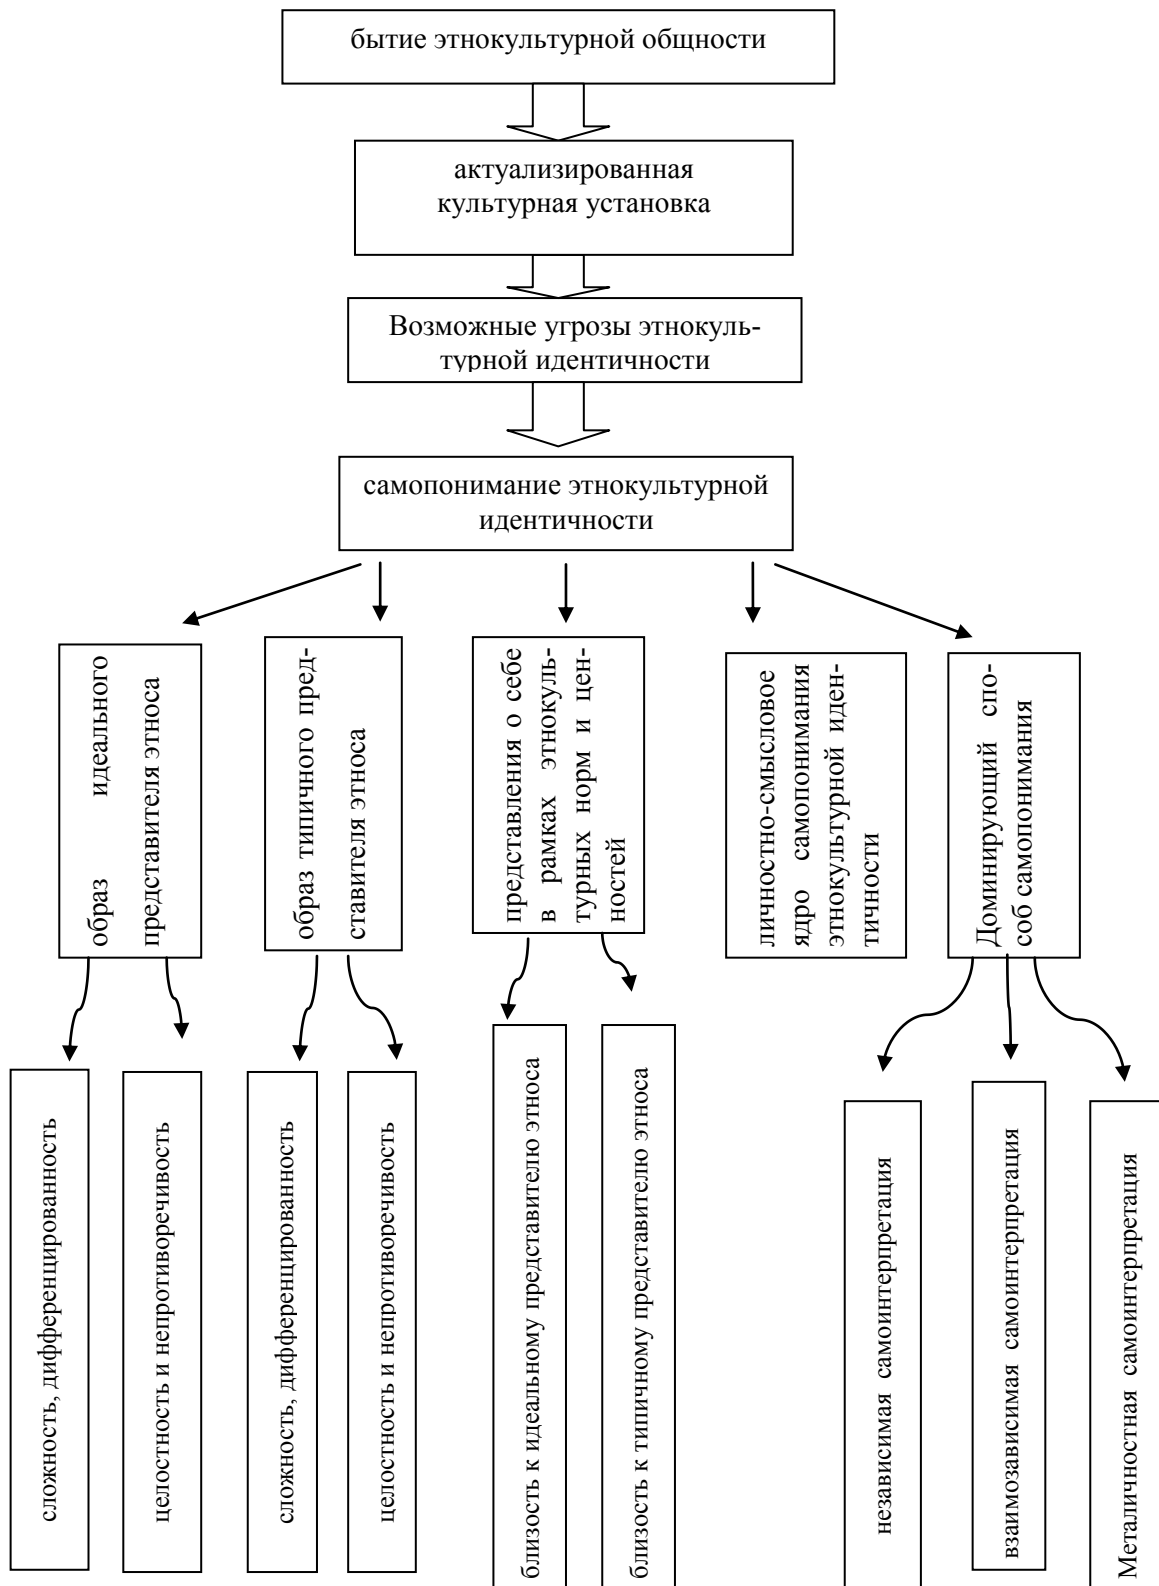 бытие этнокультурной общности
актуализированная
культурная установка
Возможные угрозы этнокуль-
турной идентичности
самопонимание этнокультурной
идентичности
образ идеального
представителя этноса
образ типичного пред-
ставителя этноса
представления о себе
в рамках этнокуль-
турных норм и цен-
ностей
личностно-смысловое
ядро самопонимания
этнокультурной иден-
тичности
Доминирующий спо-
соб самопонимания
сложность, дифференцированность
целостность и непротиворечивость
сложность, дифференцированность
целостность и непротиворечивость
близость к идеальному представителю этноса
близость к типичному представителю этноса
независимая самоинтерпретация
взаимозависимая самоинтерпретация
Металичностная самоинтерпретация